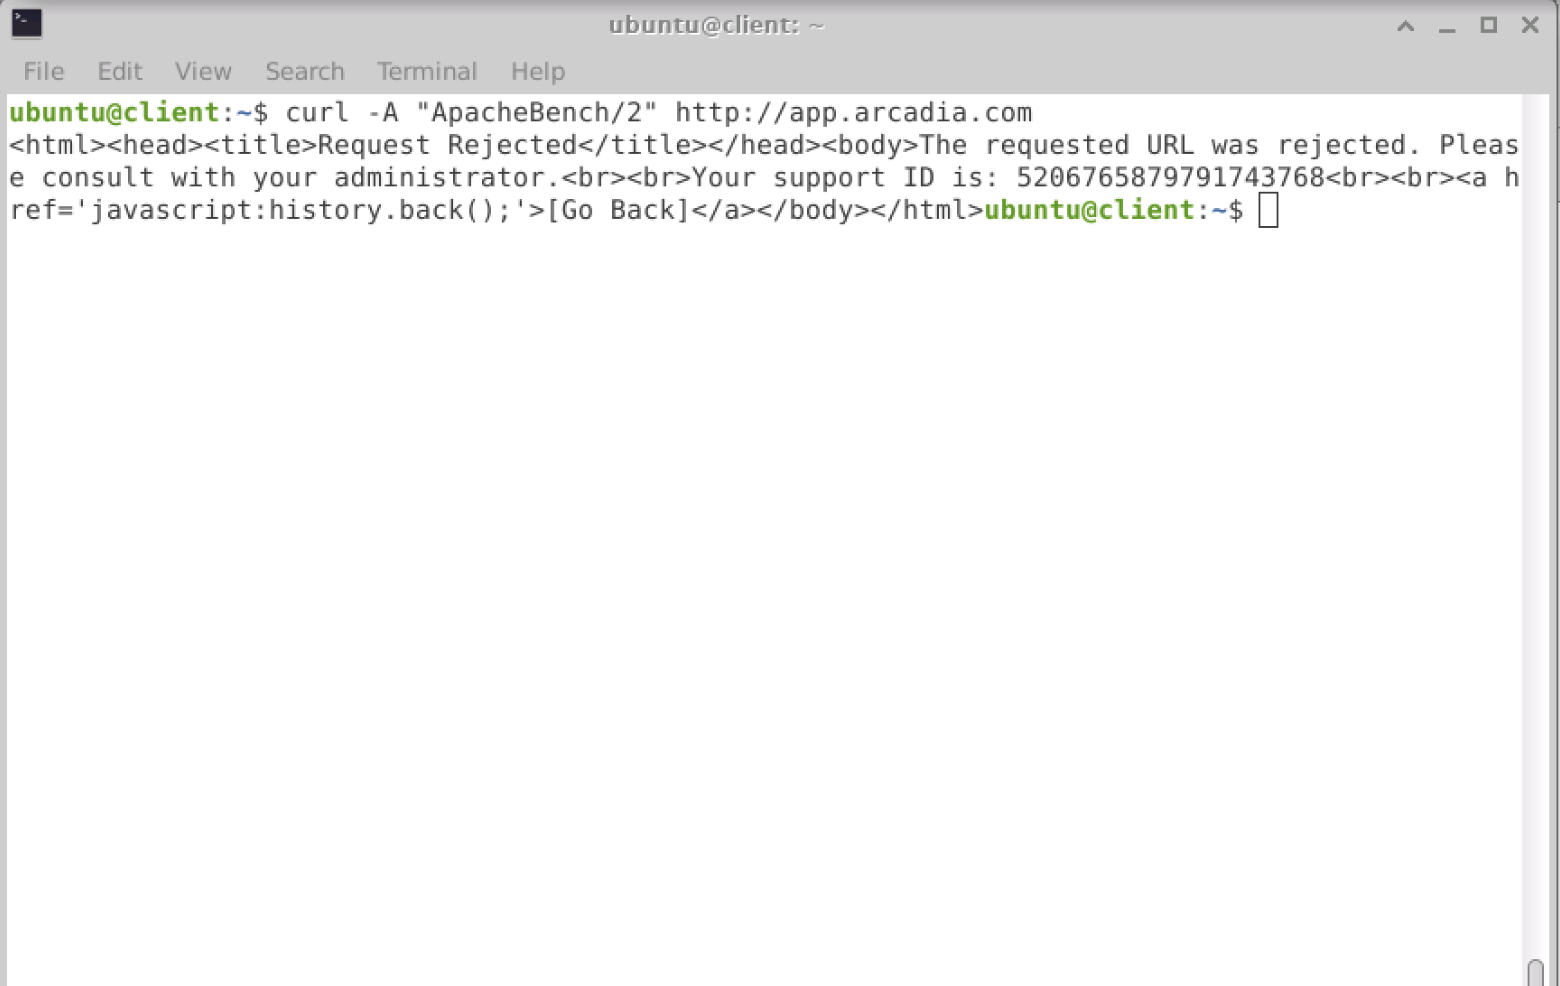 ubuntu@client: ~
File Edit View Search Terminal Help
ubuntu@client:~$ curl -A "ApacheBench/2" http://app.arcadia.com
<html><head><title>Request Rejected</title></head><body>The requested URL was rejected. Pleas
e consult with your administrator.<br><br>Your support ID is: 5206765879791743768<br><br><a h
ref='javascript:history.back();'>[Go Back]</a></body></html>ubuntu@client:~$